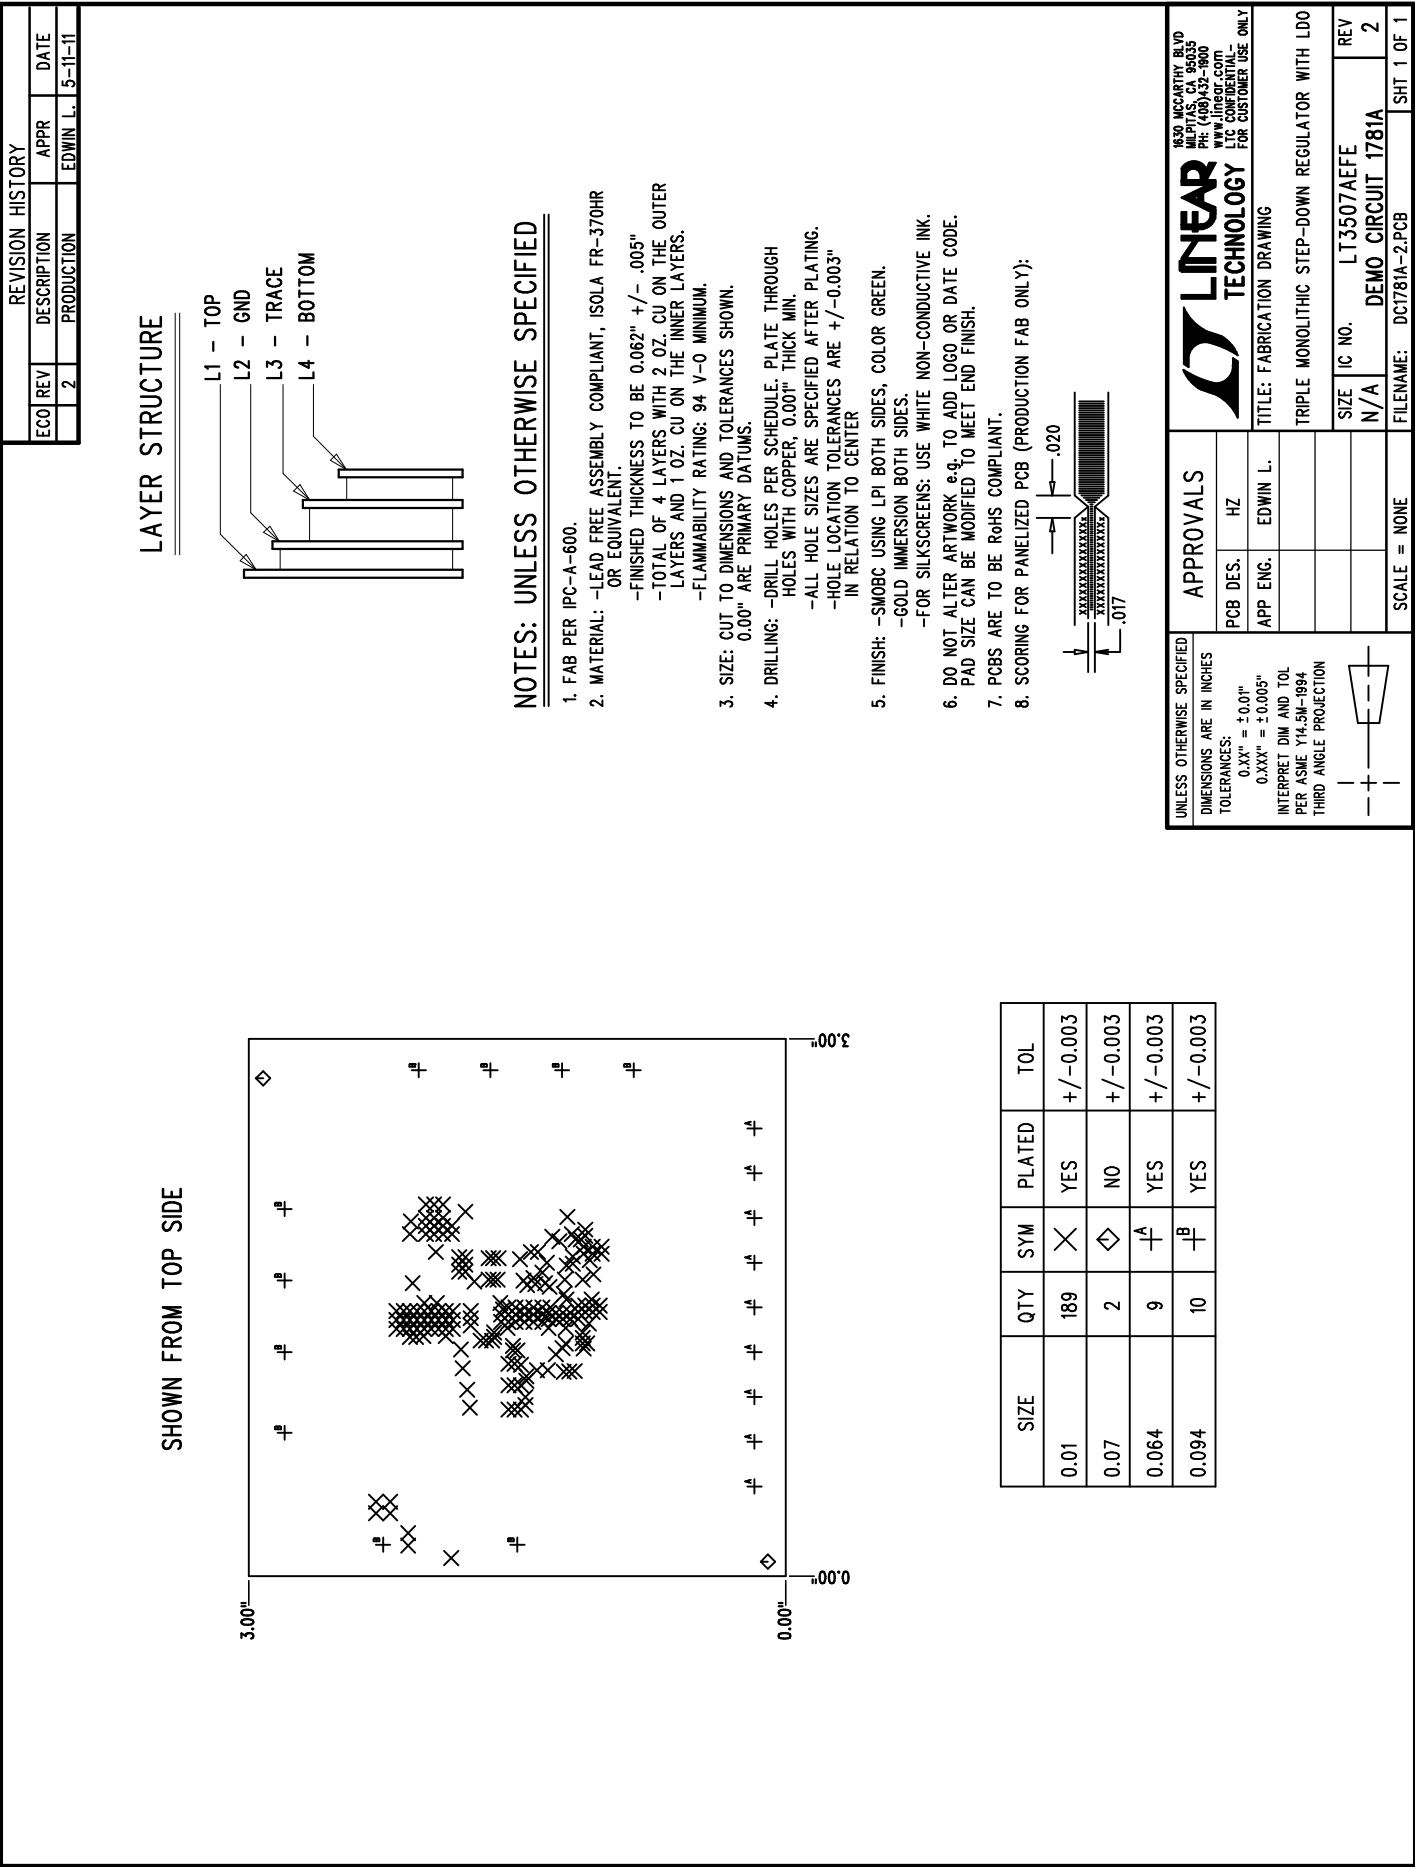 REVISION HISTORY
ECO REV DESCRIPTION APPR DATE
2 PRODUCTION EDWIN L. 5-11-11
LAYER STRUCTURE
L1 - TOP
L2 - GND
L3 - TRACE
L4 - BOTTOM
SHOWN FROM TOP SIDE
3.00"
0.00"
0.00"
3.00"
B
B
B
B
B
B
B
B
B
B
A
A
A
A
A
A
A
A
A
NOTES: UNLESS OTHERWISE SPECIFIED
1. FAB PER IPC-A-600.
2. MATERIAL: -LEAD FREE ASSEMBLY COMPLIANT, ISOLA FR-370HR
OR EQUIVALENT.
-FINISHED THICKNESS TO BE 0.062" +/- .005"
-TOTAL OF 4 LAYERS WITH 2 OZ. CU ON THE OUTER
LAYERS AND 1 OZ. CU ON THE INNER LAYERS.
-FLAMMABILITY RATING: 94 V-O MINIMUM.
3. SIZE: CUT TO DIMENSIONS AND TOLERANCES SHOWN.
0.00" ARE PRIMARY DATUMS.
4. DRILLING: -DRILL HOLES PER SCHEDULE. PLATE THROUGH
HOLES WITH COPPER, 0.001" THICK MIN.
-ALL HOLE SIZES ARE SPECIFIED AFTER PLATING.
-HOLE LOCATION TOLERANCES ARE +/-0.003"
IN RELATION TO CENTER
5. FINISH: -SMOBC USING LPI BOTH SIDES, COLOR GREEN.
-GOLD IMMERSION BOTH SIDES.
-FOR SILKSCREENS: USE WHITE NON-CONDUCTIVE INK.
6. DO NOT ALTER ARTWORK e.g. TO ADD LOGO OR DATE CODE.
PAD SIZE CAN BE MODIFIED TO MEET END FINISH.
7. PCBS ARE TO BE RoHS COMPLIANT.
8. SCORING FOR PANELIZED PCB (PRODUCTION FAB ONLY):
.020
.017
SIZE QTY SYM PLATED TOL
0.01 189 YES +/-0.003
0.07 2 NO +/-0.003
0.064 9 A YES +/-0.003
0.094 10 B YES +/-0.003
UNLESS OTHERWISE SPECIFIED
DIMENSIONS ARE IN INCHES
TOLERANCES:
0.XX" = ±0.01"
0.XXX" = ±0.005"
INTERPRET DIM AND TOL
PER ASME Y14.5M-1994
THIRD ANGLE PROJECTION
APPROVALS
PCB DES. HZ
APP ENG. EDWIN L.
SCALE = NONE
LINEAR
TECHNOLOGY
1630 MCCARTHY BLVD
MILPITAS, CA 95035
PH: (408)432-1900
www.linear.com
LTC CONFIDENTIAL-
FOR CUSTOMER USE ONLY
TITLE: FABRICATION DRAWING
TRIPLE MONOLITHIC STEP-DOWN REGULATOR WITH LDO
SIZE
N/A
IC NO. LT3507AEFE
DEMO CIRCUIT 1781A
REV
2
FILENAME: DC1781A-2.PCB
SHT 1 OF 1